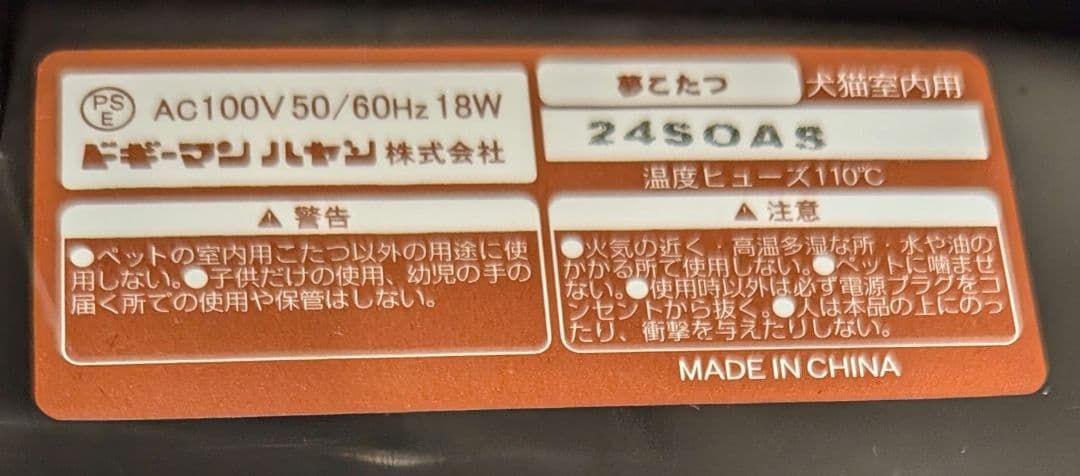 PSE AC100V 50/60Hz 18W
ドギーマンハヤシ株式会社
夢こたつ 犬猫室内用
24SOAS
温度ヒューズ110℃
⚠ 警告
●ペットの室内用こたつ以外の用途に使
用しない。●子供だけの使用、幼児の手の
届く所での使用や保管はしない。
⚠ 注意
●火気の近く・高温多湿な所・水や油の
かかる所で使用しない。●ペットに噛ませ
ない。●使用時以外は必ず電源プラグをコ
ンセントから抜く。●人は本品の上にのっ
たり、衝撃を与えたりしない。
MADE IN CHINA